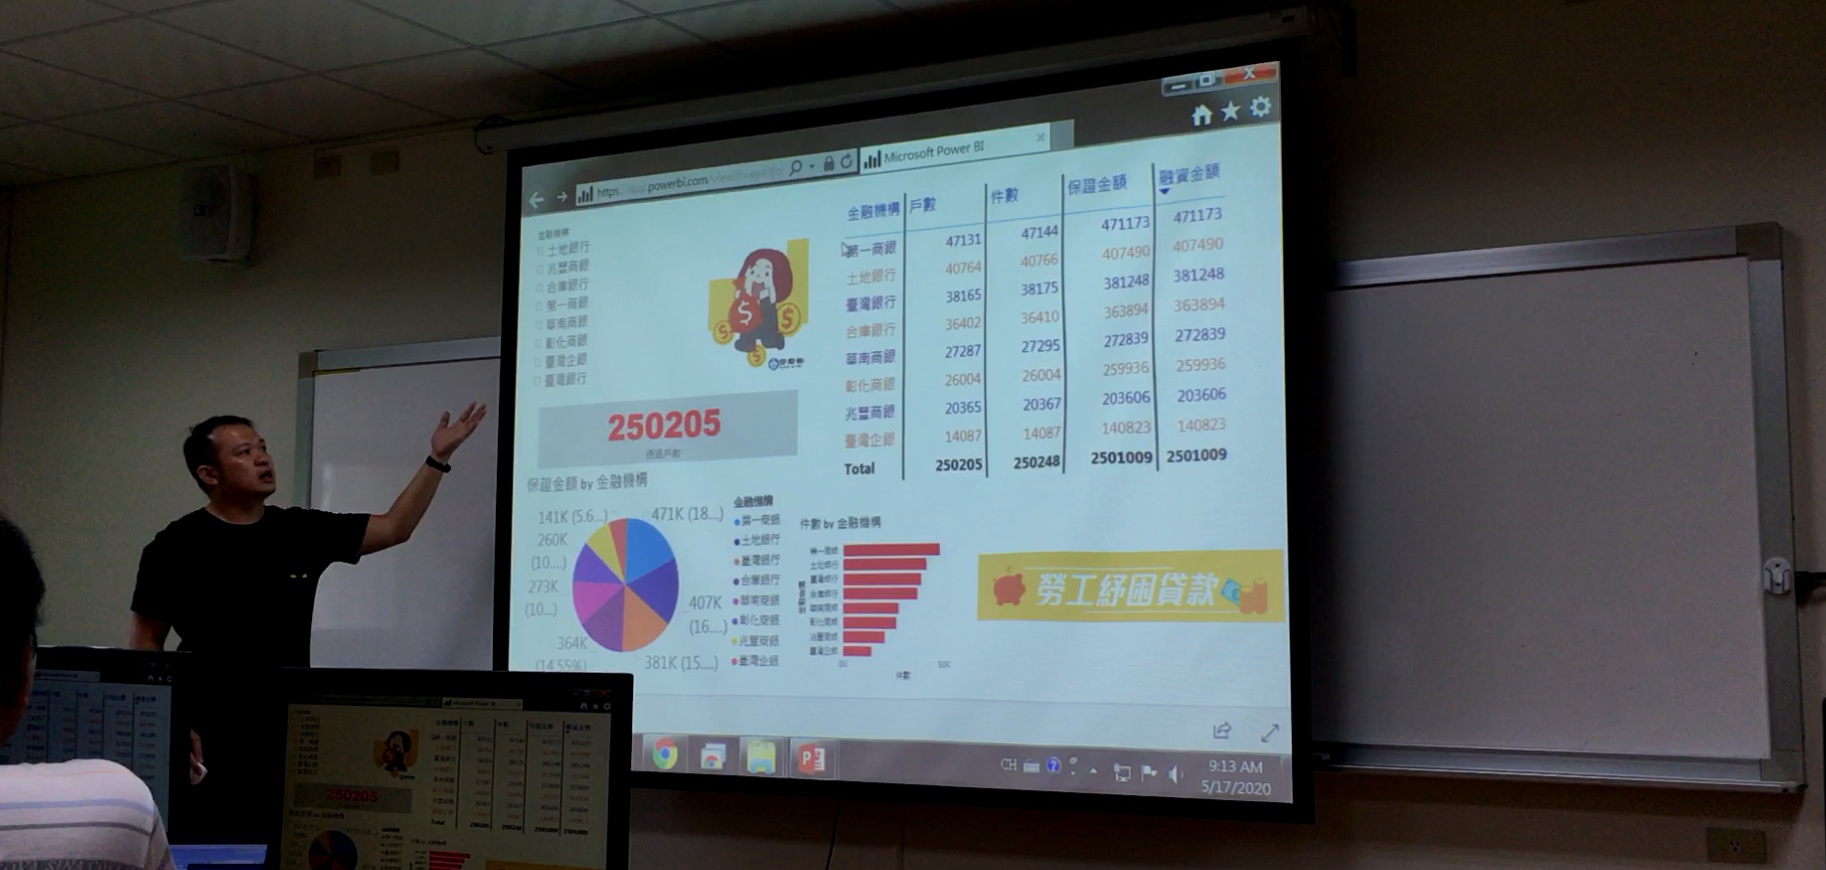 https://app.powerbi.com/view
Microsoft Power BI
金融機構
土地銀行
兆豐商銀
合庫銀行
第一商銀
華南商銀
彰化商銀
臺灣企銀
臺灣銀行
250205
金融機構 戶數 件數 保證金額 融資金額
第一商銀 47131 47144 471173 471173
土地銀行 40764 40766 407490 407490
臺灣銀行 38165 38175 381248 381248
合庫銀行 36402 36410 363894 363894
華南商銀 27287 27295 272839 272839
彰化商銀 26004 26004 259936 259936
兆豐商銀 20365 20367 203606 203606
臺灣企銀 14087 14087 140823 140823
Total 250205 250248 2501009 2501009
保證金額 by 金融機構
141K (5.6...)
471K (18...)
260K
(10....)
273K
(10...)
364K
(14.55%)
381K (15....)
407K
(16....)
金融機構
第一商銀
土地銀行
臺灣銀行
合庫銀行
華南商銀
彰化商銀
兆豐商銀
臺灣企銀
件數 by 金融機構
第一商銀
土地銀行
臺灣銀行
合庫銀行
華南商銀
彰化商銀
兆豐商銀
臺灣企銀
0K 50K
件數
勞工紓困貸款
CH
9:13 AM
5/17/2020
Microsoft Power BI
250205